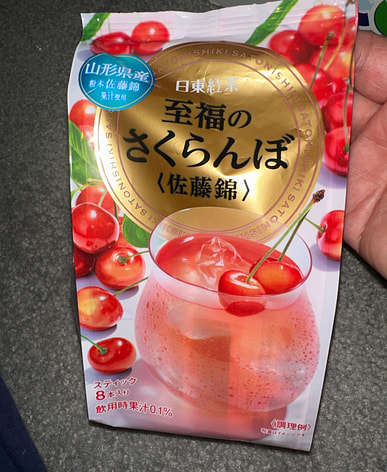 山形県産
粉末佐藤錦
果汁使用
日東紅茶
至福の
さくらんぼ
〈佐藤錦〉
スティック
8本入り
飲用時果汁0.1%
〈調理例〉